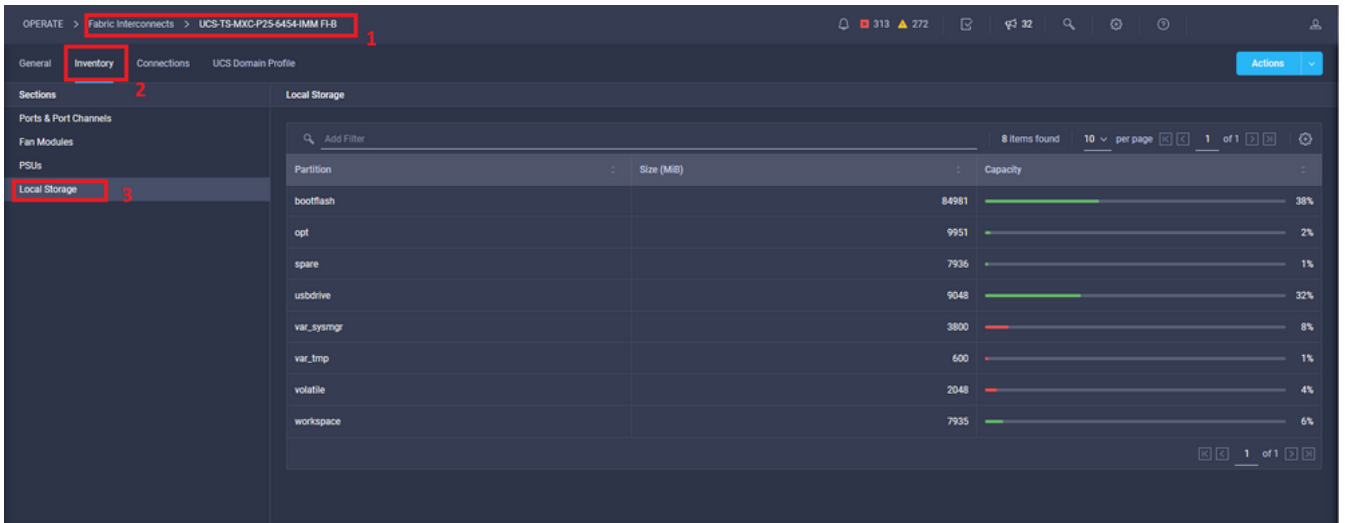 OPERATE > Fabric Interconnects > UCS-TS-MXC-P25-6454-IMM FI-B 1 313 272 32
General Inventory Connections UCS Domain Profile Actions
2
Sections Local Storage
Ports & Port Channels
Fan Modules Add Filter 8 items found 10 per page 1 of 1
PSUs Partition Size (MiB) Capacity
Local Storage 3
bootflash 84981 38%
opt 9951 2%
spare 7936 1%
usbdrive 9048 32%
var_sysmgr 3800 8%
var_tmp 600 1%
volatile 2048 4%
workspace 7935 6%
1 of 1